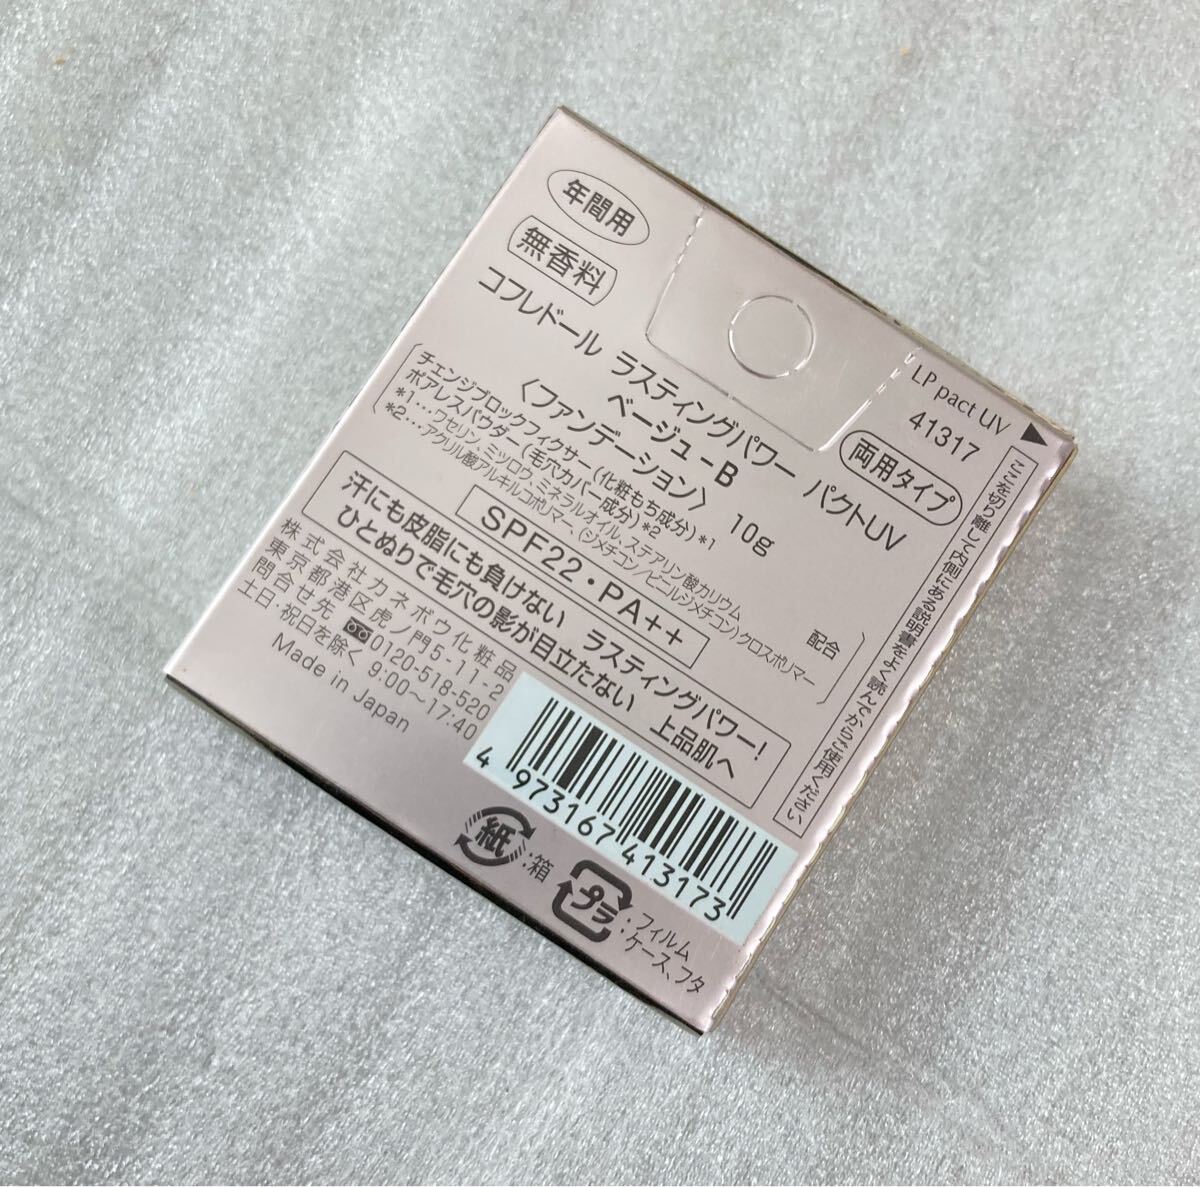 年間用
無香料
LP pact UV
41317
コフレドール ラスティングパワー パクトUV
ベージュ-B
両用タイプ
〈ファンデーション〉 10g
チェンジブロックフィクサー(化粧もち成分)*1
ポアレスパウダー(毛穴カバー成分)*2
配合
*1…ワセリン、ミツロウ、ミネラルオイル、ステアリン酸カリウム
*2…アクリル酸アルキルコポリマー、(ジメチコン/ビニルジメチコン)クロスポリマー
SPF22・PA++
汗にも皮脂にも負けない ラスティングパワー!
ひとぬりで毛穴の影が目立たない 上品肌へ
株式会社カネボウ化粧品
東京都港区虎ノ門5-11-2
問合せ先 0120-518-520
土日・祝日を除く 9:00~17:40
Made in Japan
4 973167 413173
紙:箱
プラ:フィルム
ケース、フタ
ここを切り離して内側にある説明書をよく読んでからご使用ください